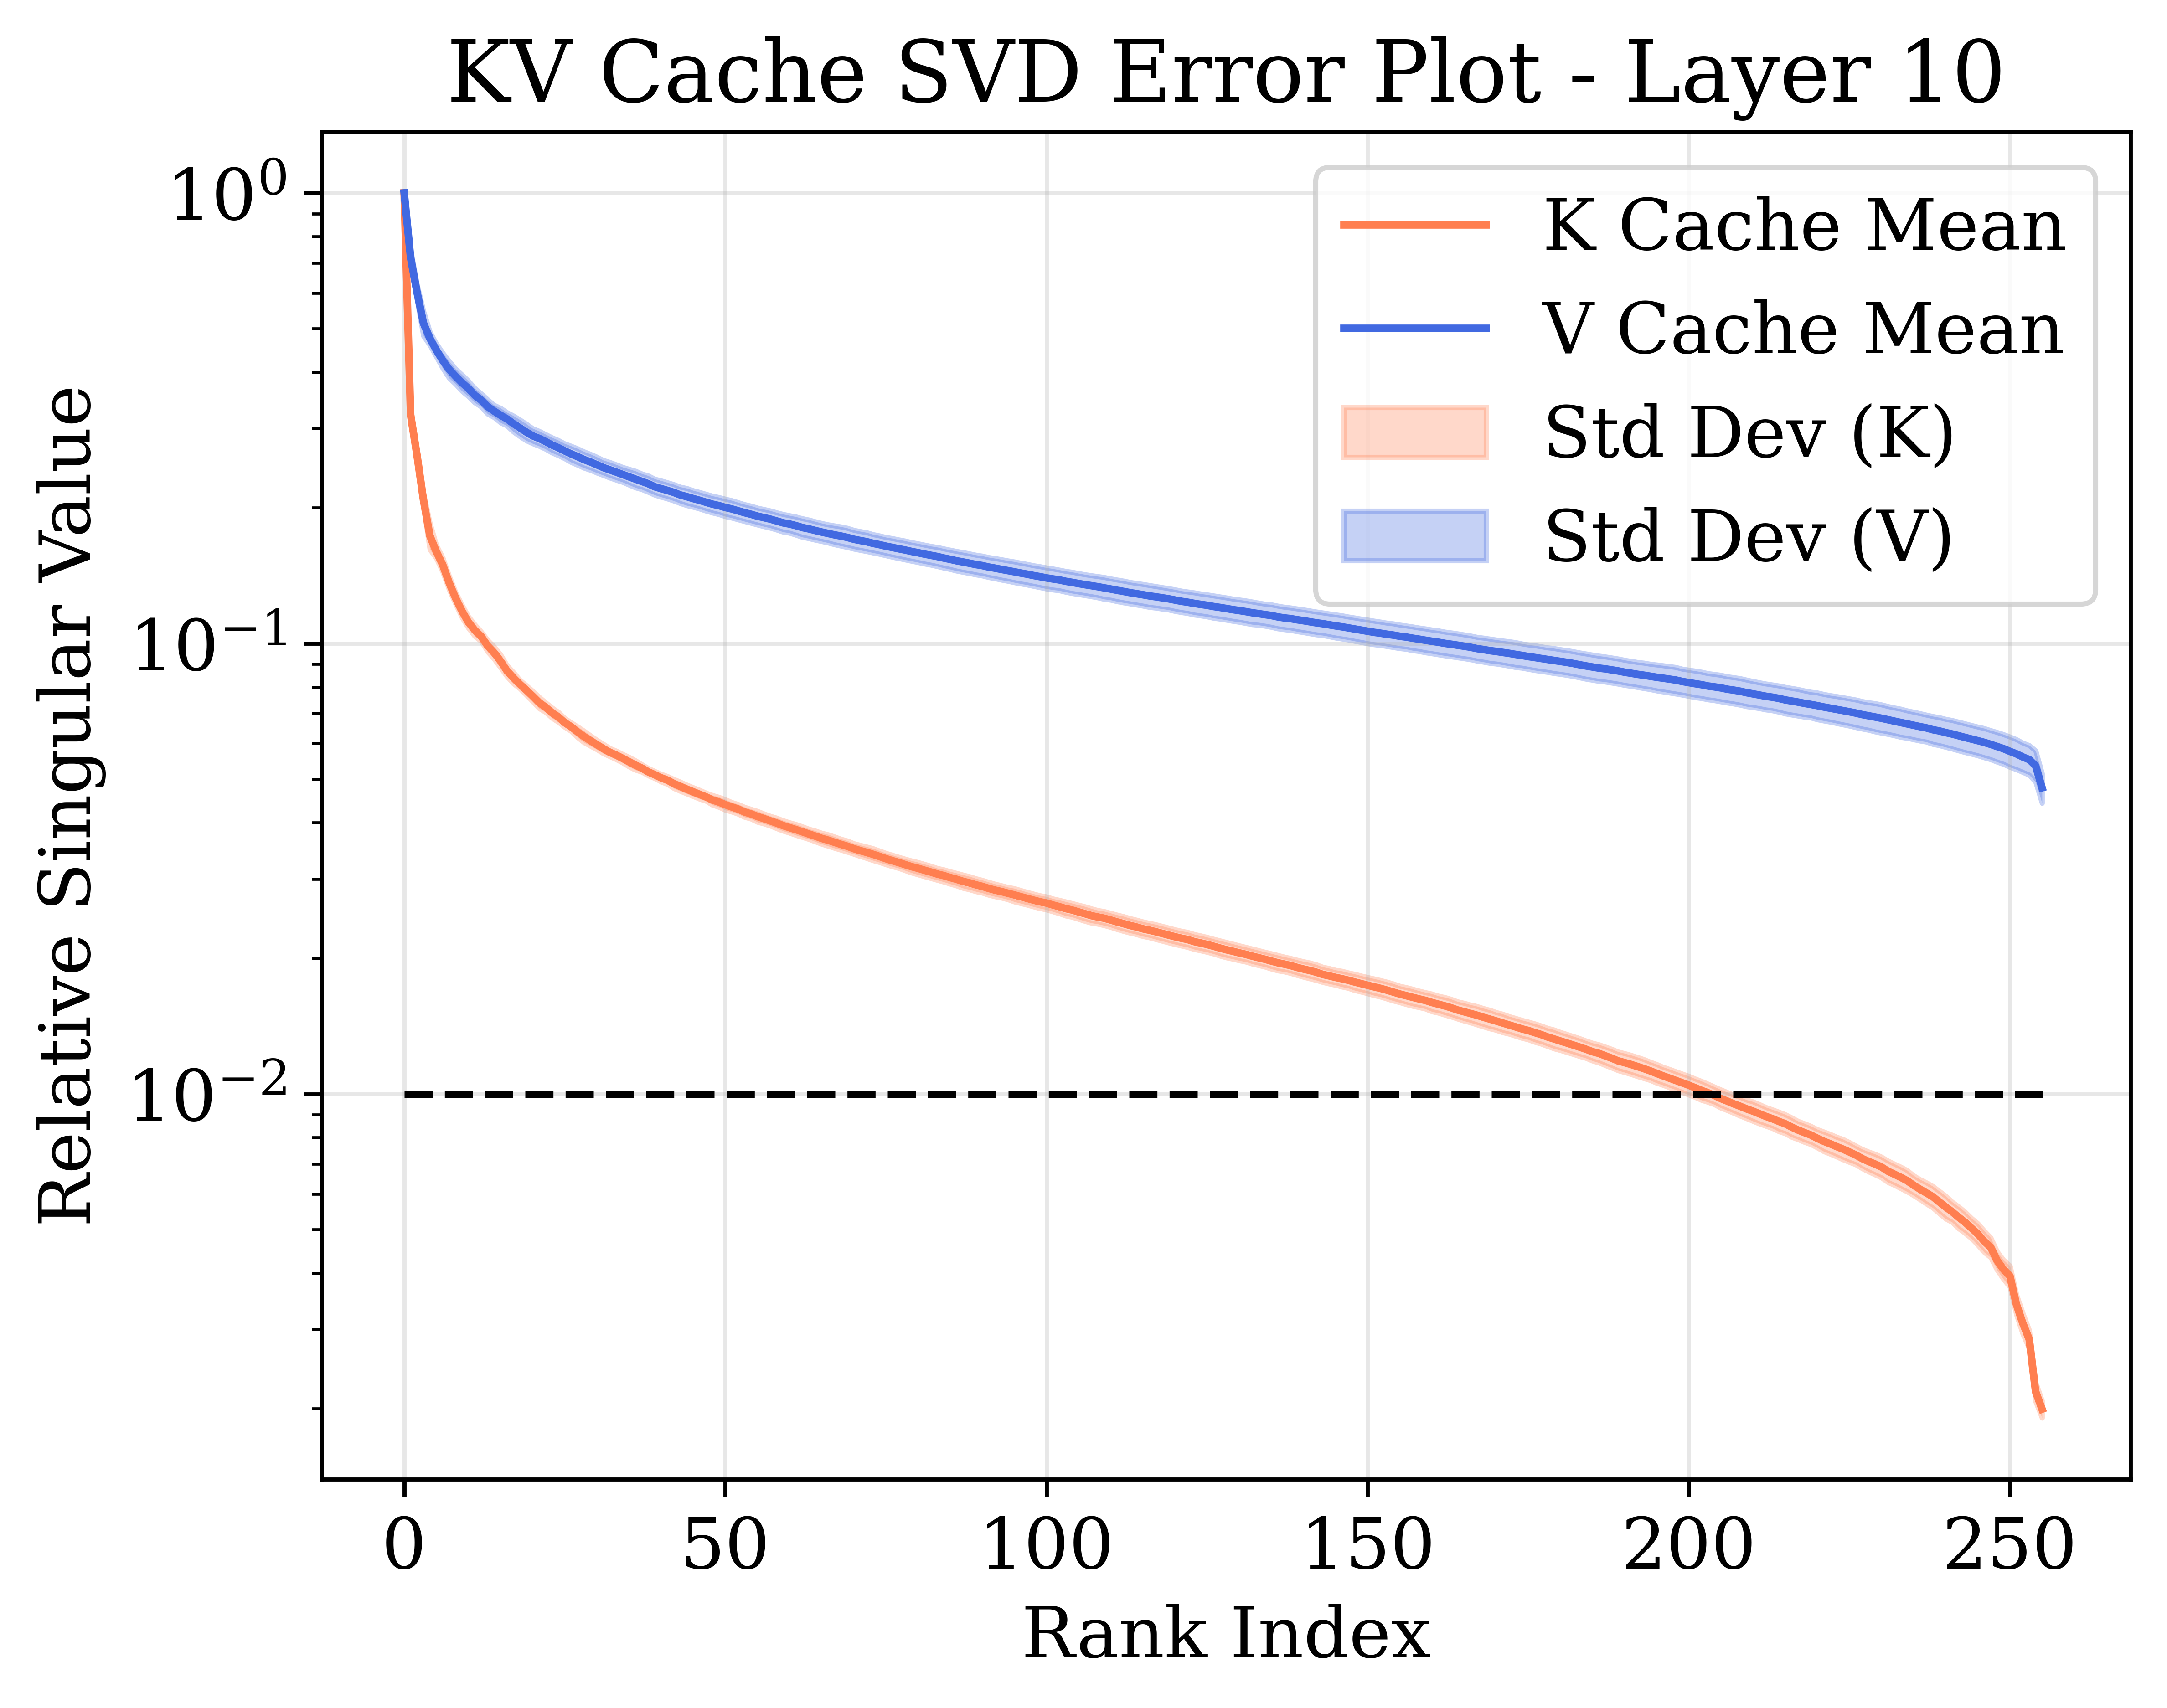 KV Cache SVD Error Plot - Layer 10
Relative Singular Value
10⁰
10⁻¹
10⁻²
K Cache Mean
V Cache Mean
Std Dev (K)
Std Dev (V)
0 50 100 150 200 250
Rank Index